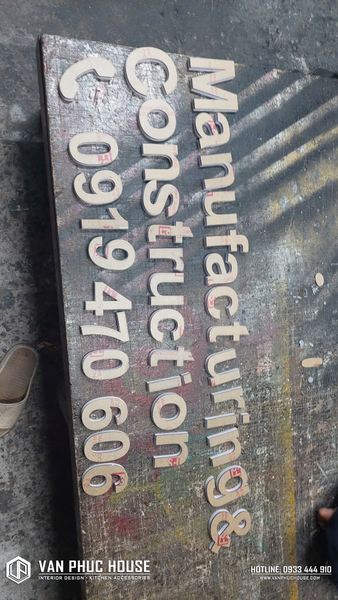 Manufacturing &
Construction
0919 470 606
VAN PHUC HOUSE
INTERIOR DESIGN - KITCHEN ACCESSORIES
HOTLINE: 0933 444 910
WWW.VANPHUCHOUSE.COM